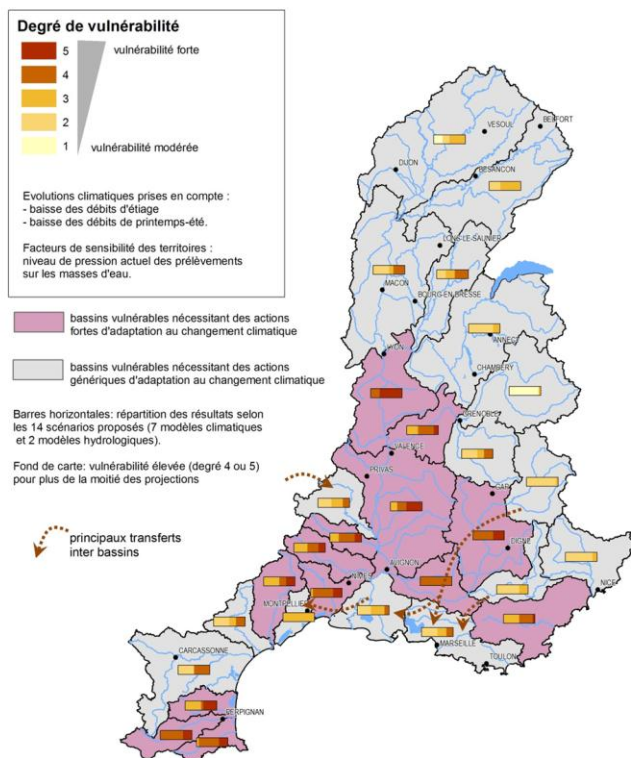 Degré de vulnérabilité
5
vulnérabilité forte
4
3
2
1
vulnérabilité modérée
Evolutions climatiques prises en compte :
- baisse des débits d'étiage
- baisse des débits de printemps-été.
Facteurs de sensibilité des territoires :
niveau de pression actuel des prélèvements
sur les masses d'eau.
bassins vulnérables nécessitant des actions
fortes d'adaptation au changement climatique
bassins vulnérables nécessitant des actions
génériques d'adaptation au changement climatique
Barres horizontales: répartition des résultats selon
les 14 scénarios proposés (7 modèles climatiques
et 2 modèles hydrologiques).
Fond de carte: vulnérabilité élevée (degré 4 ou 5)
pour plus de la moitié des projections
principaux transferts
inter bassins
BELFORT
VESOUL
DIJON
BESANCON
LONS-LE-SAUNIER
MACON
BOURG-EN-BRESSE
ANNECY
LYON
CHAMBERY
GRENOBLE
VALENCE
PRIVAS
GAP
DIGNE
AVIGNON
NIMES
NICE
MONTPELLIER
MARSEILLE
TOULON
CARCASSONNE
PERPIGNAN